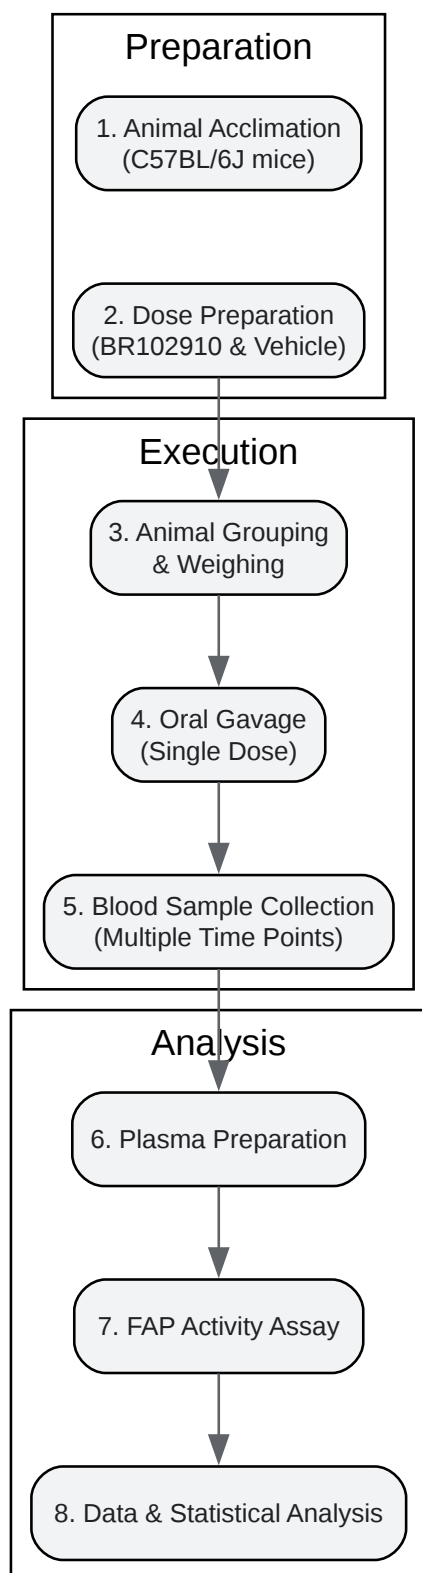 Preparation
1. Animal Acclimation
(C57BL/6J mice)
2. Dose Preparation
(BR102910 & Vehicle)
Execution
3. Animal Grouping
& Weighing
4. Oral Gavage
(Single Dose)
5. Blood Sample Collection
(Multiple Time Points)
Analysis
6. Plasma Preparation
7. FAP Activity Assay
8. Data & Statistical Analysis